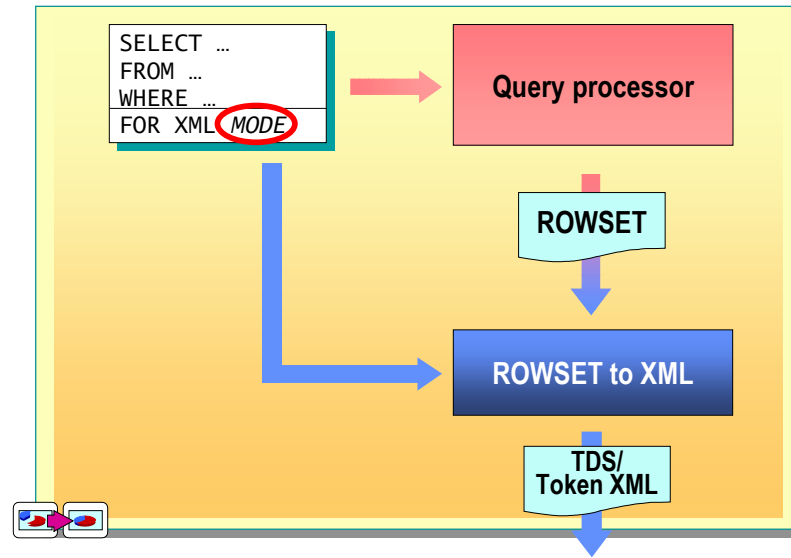 SELECT …
FROM …
WHERE …
FOR XML MODE
Query processor
ROWSET
ROWSET to XML
TDS/
Token XML